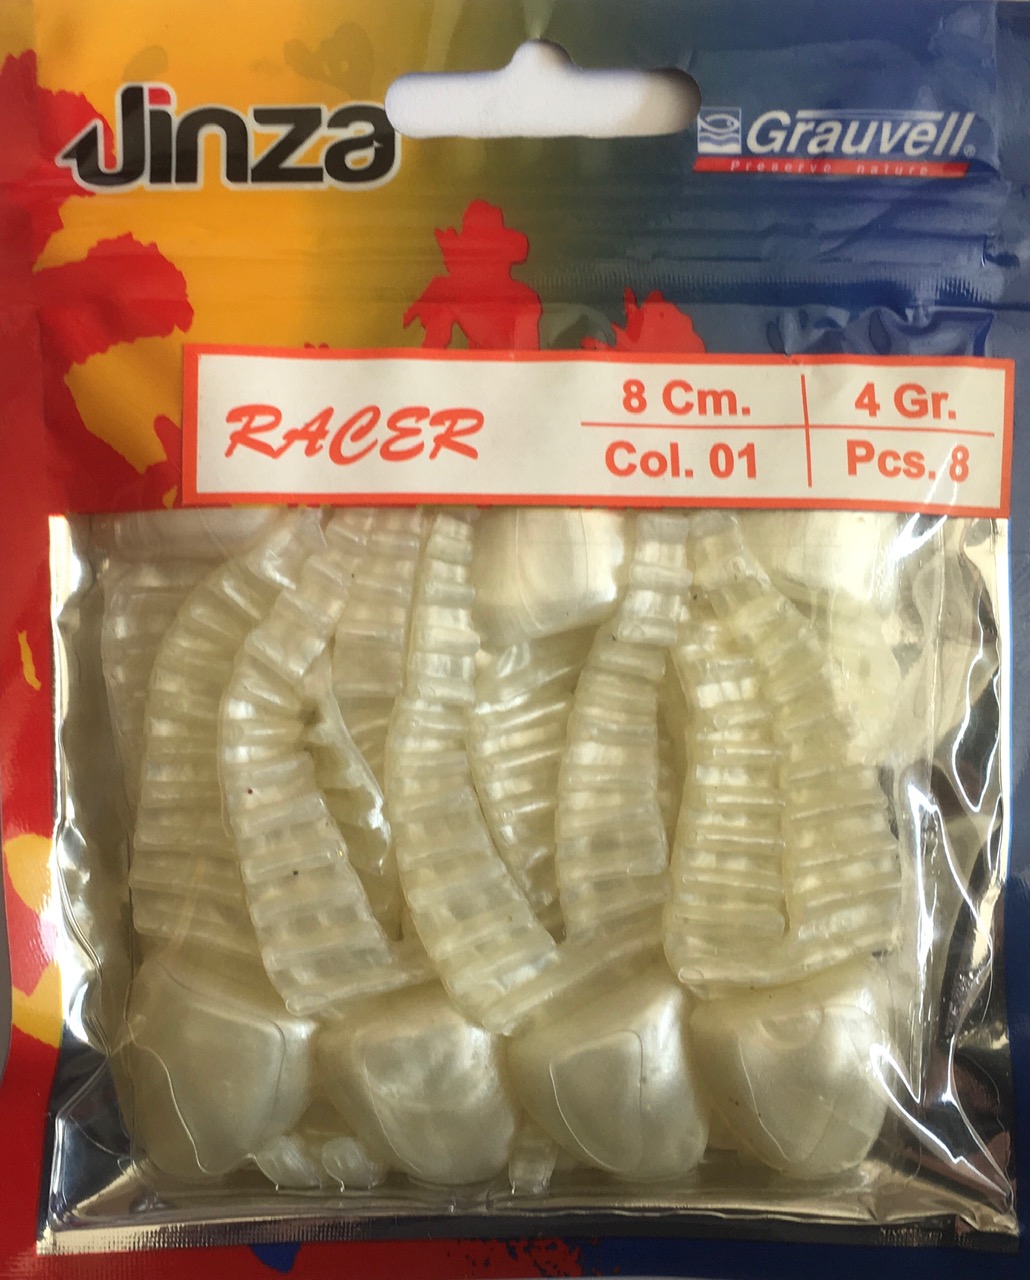 Jinza
Grauvell®
Preserve nature
RACER
8 Cm.
4 Gr.
Col. 01
Pcs. 8